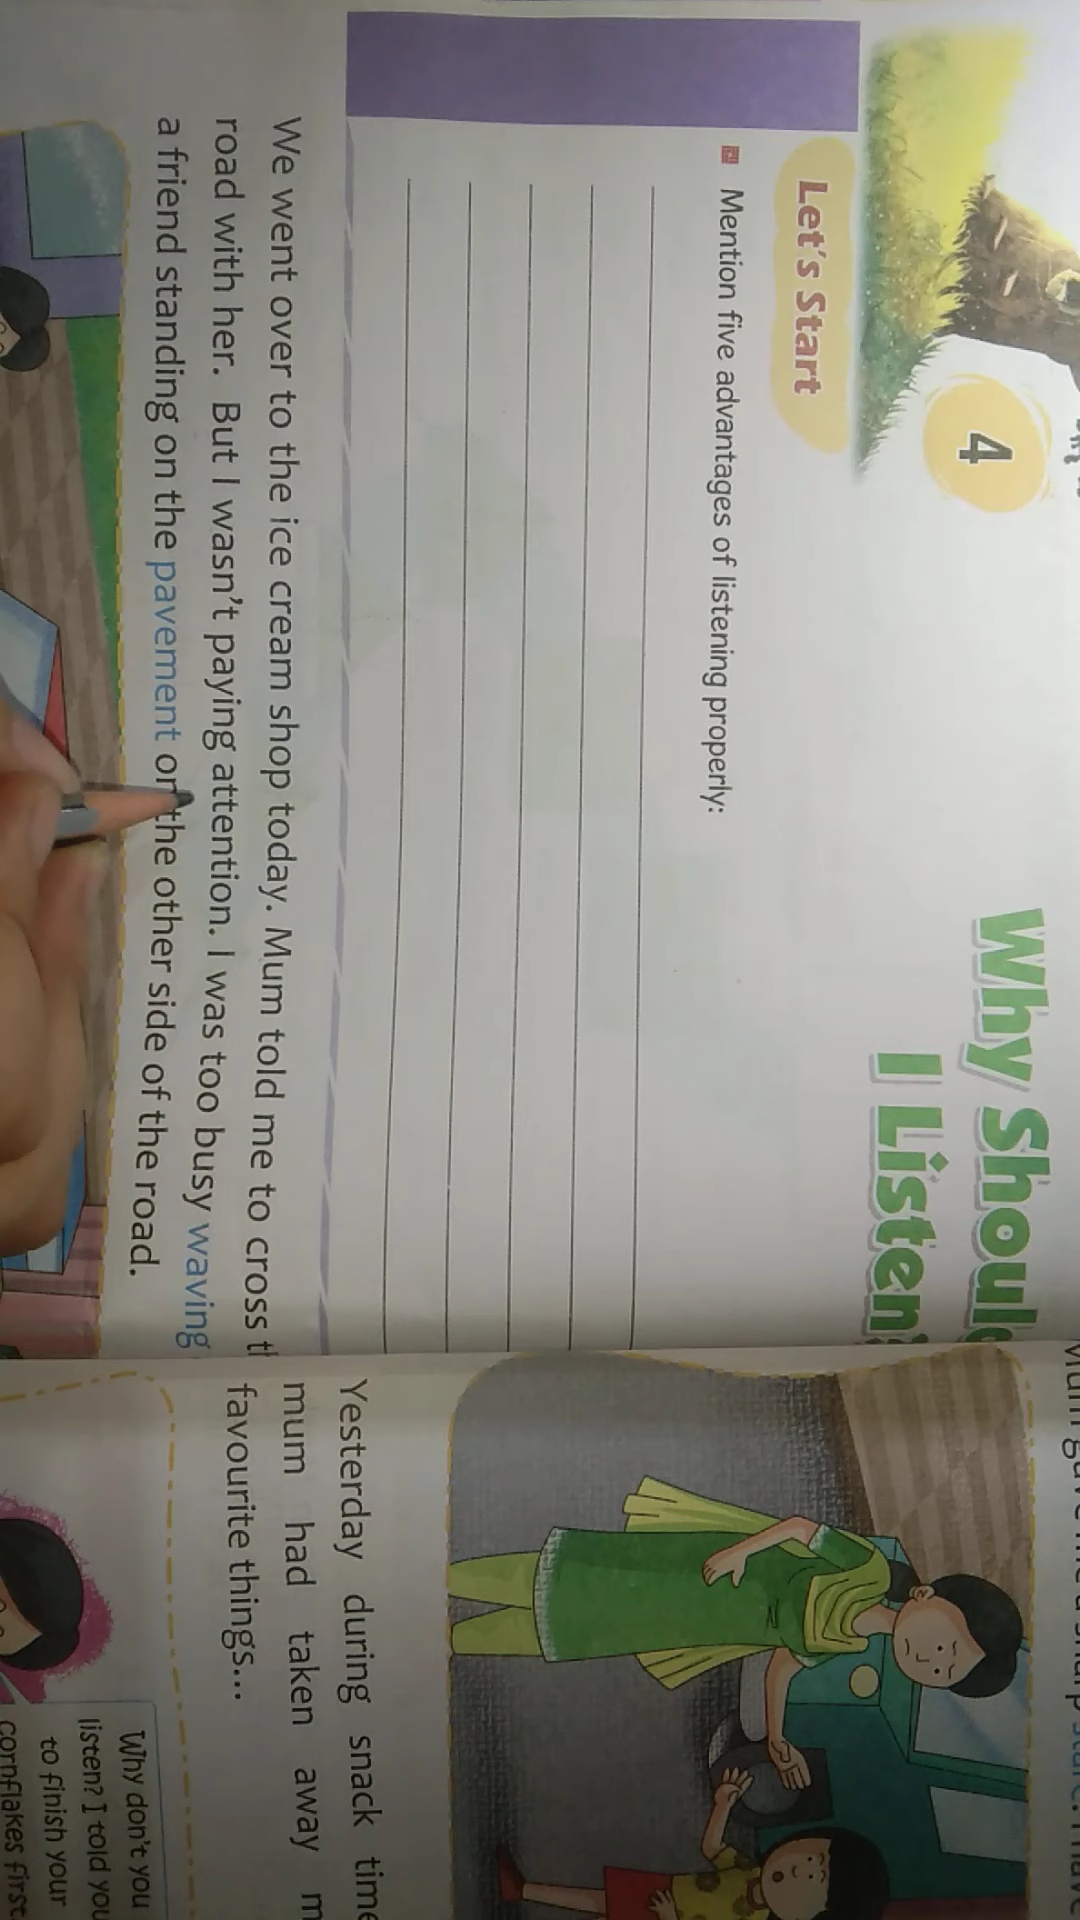 4
Why Should
I Listen?
Let's Start
Mention five advantages of listening properly:
We went over to the ice cream shop today. Mum told me to cross
road with her. But I wasn't paying attention. I was too busy waving
a friend standing on the pavement on the other side of the road.
Yesterday during snack time
mum had taken away
favourite things...
Why don't you
listen? I told you
to finish your
cornflakes first